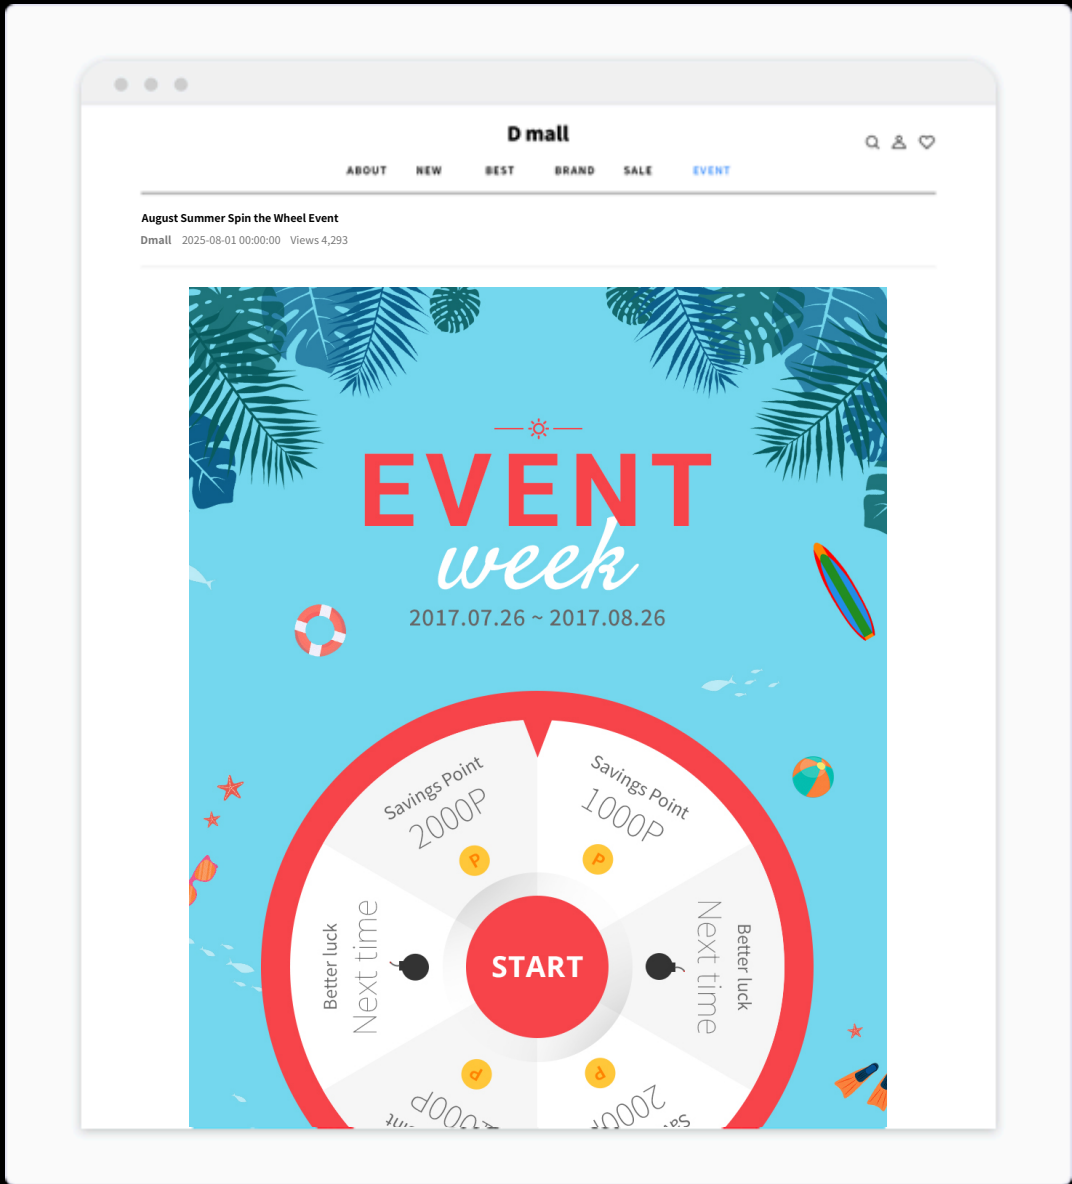 D mall
ABOUT NEW BEST BRAND SALE EVENT
August Summer Spin the Wheel Event
Dmall 2025-08-01 00:00:00 Views 4,293
EVENT
week
2017.07.26 ~ 2017.08.26
Savings Point
2000P
P
Savings Point
1000P
P
Better luck
Next time
START
Better luck
Next time
P
P
2000P